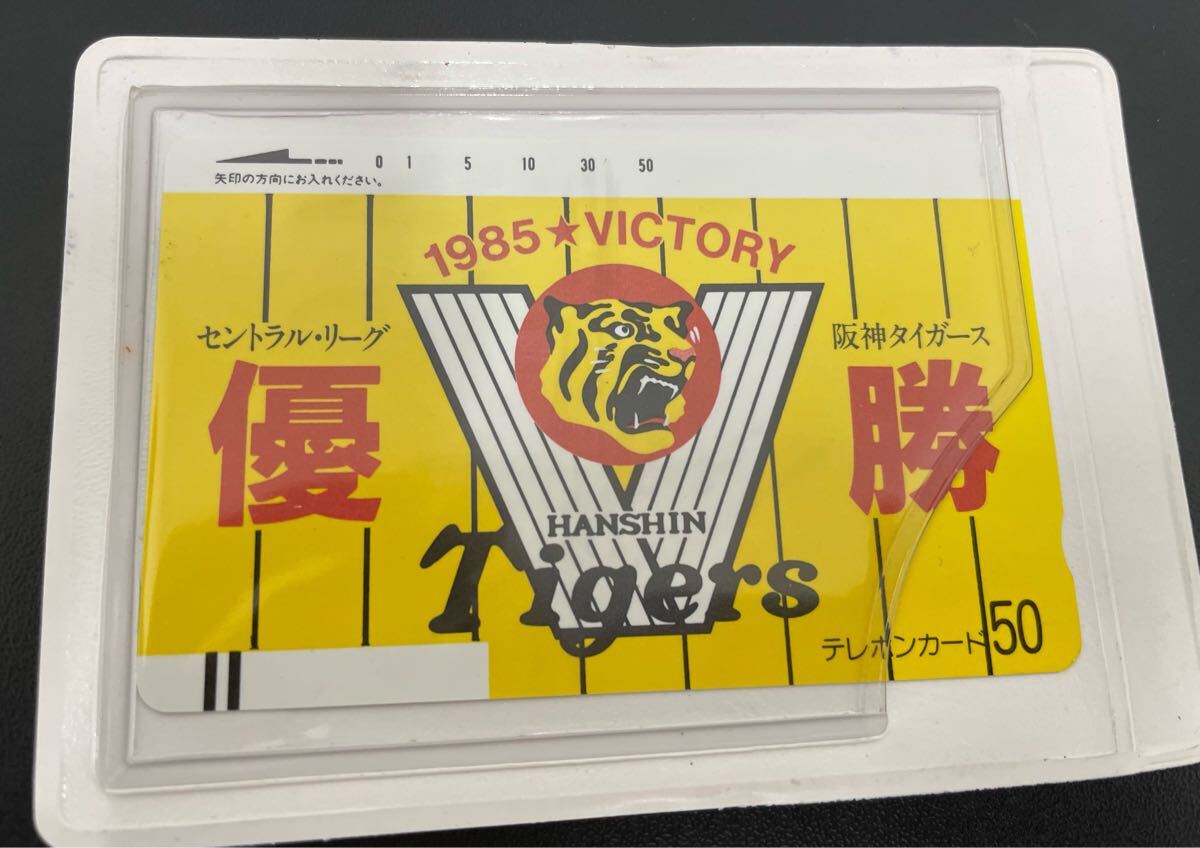 0 1 5 10 30 50
矢印の方向にお入れください。
1985★VICTORY
セントラル・リーグ
阪神タイガース
優勝
HANSHIN
Tigers
テレホンカード50